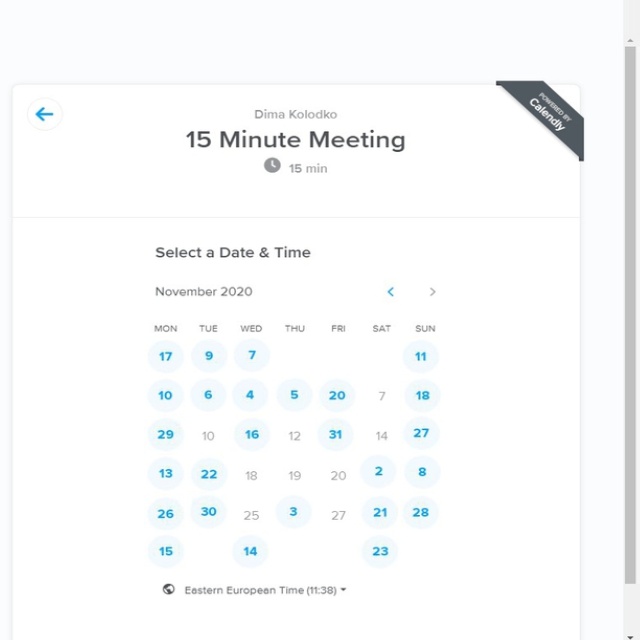 POWERED BY
Calendly
Dima Kolodko
15 Minute Meeting
15 min
Select a Date & Time
November 2020
MON TUE WED THU FRI SAT SUN
17 9 7 11
10 6 4 5 20 7 18
29 10 16 12 31 14 27
13 22 18 19 20 2 8
26 30 25 3 27 21 28
15 14 23
Eastern European Time (11:38)